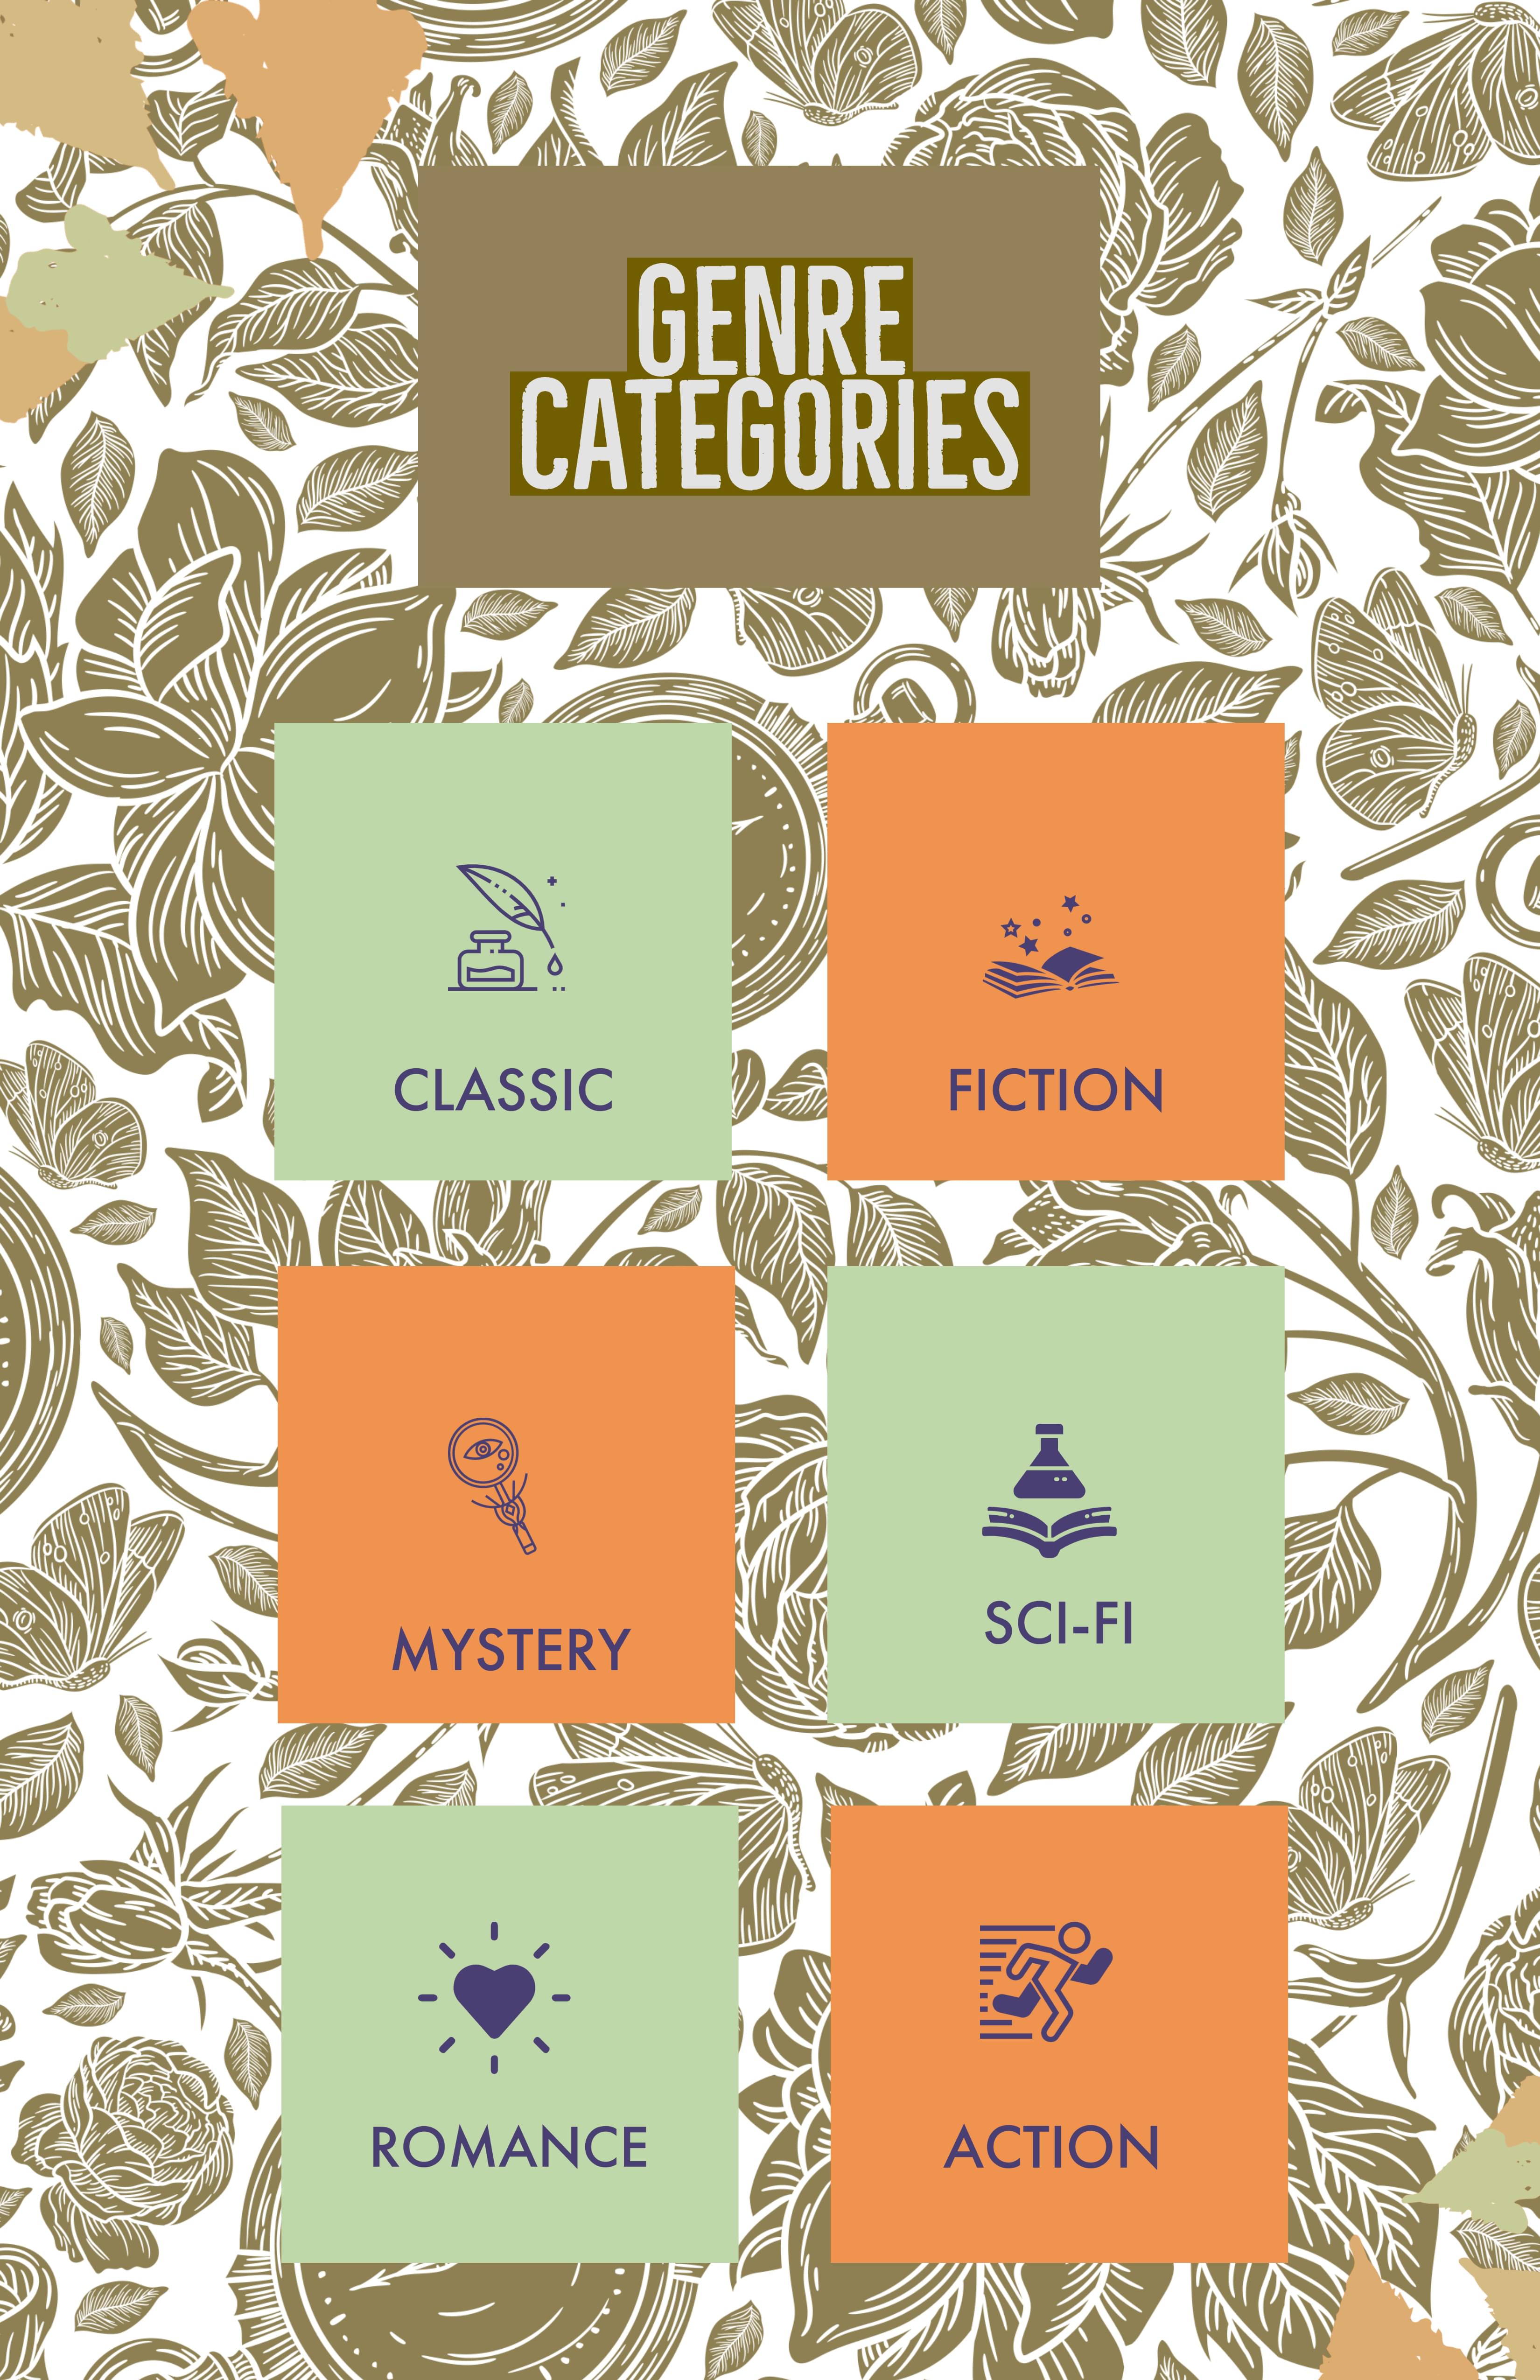 GENRE
CATEGORIES
CLASSIC
FICTION
MYSTERY
SCI-FI
ROMANCE
ACTION